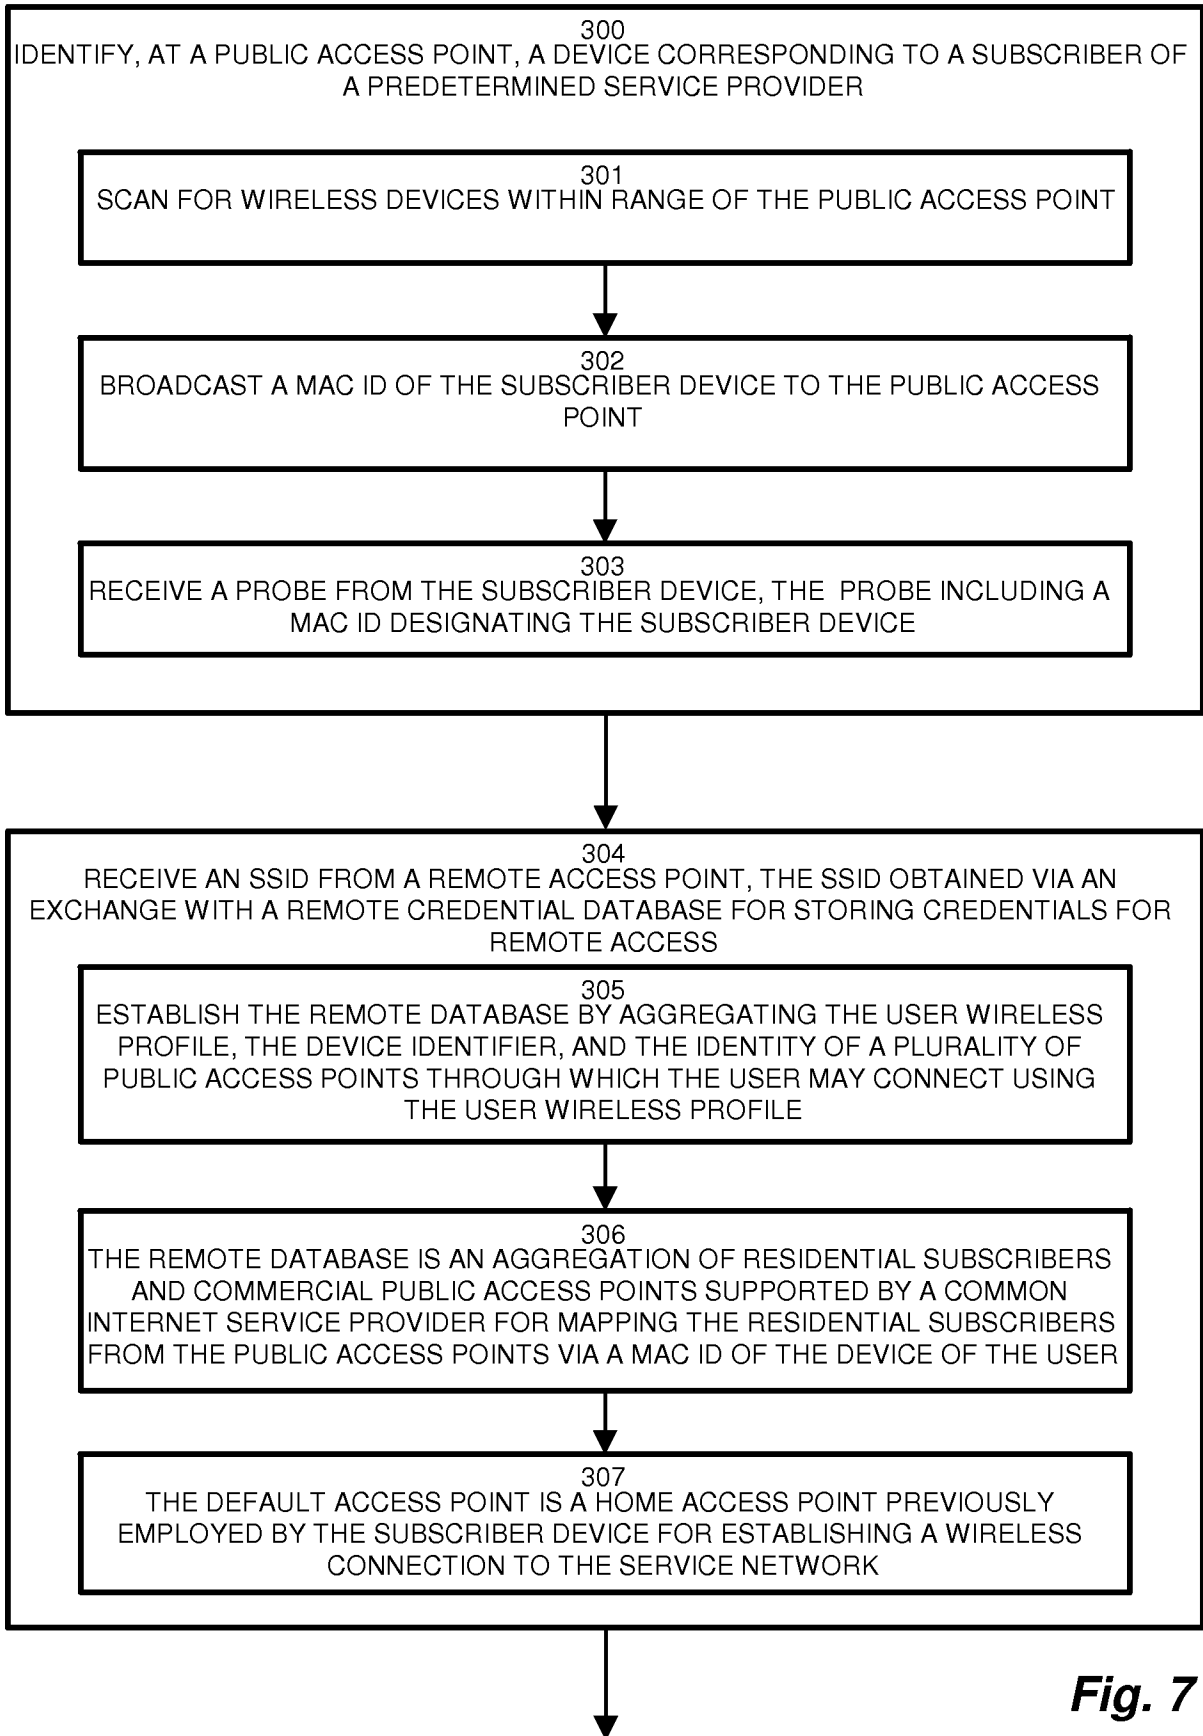 300
IDENTIFY, AT A PUBLIC ACCESS POINT, A DEVICE CORRESPONDING TO A SUBSCRIBER OF
A PREDETERMINED SERVICE PROVIDER
301
SCAN FOR WIRELESS DEVICES WITHIN RANGE OF THE PUBLIC ACCESS POINT
302
BROADCAST A MAC ID OF THE SUBSCRIBER DEVICE TO THE PUBLIC ACCESS
POINT
303
RECEIVE A PROBE FROM THE SUBSCRIBER DEVICE, THE PROBE INCLUDING A
MAC ID DESIGNATING THE SUBSCRIBER DEVICE
304
RECEIVE AN SSID FROM A REMOTE ACCESS POINT, THE SSID OBTAINED VIA AN
EXCHANGE WITH A REMOTE CREDENTIAL DATABASE FOR STORING CREDENTIALS FOR
REMOTE ACCESS
305
ESTABLISH THE REMOTE DATABASE BY AGGREGATING THE USER WIRELESS
PROFILE, THE DEVICE IDENTIFIER, AND THE IDENTITY OF A PLURALITY OF
PUBLIC ACCESS POINTS THROUGH WHICH THE USER MAY CONNECT USING
THE USER WIRELESS PROFILE
306
THE REMOTE DATABASE IS AN AGGREGATION OF RESIDENTIAL SUBSCRIBERS
AND COMMERCIAL PUBLIC ACCESS POINTS SUPPORTED BY A COMMON
INTERNET SERVICE PROVIDER FOR MAPPING THE RESIDENTIAL SUBSCRIBERS
FROM THE PUBLIC ACCESS POINTS VIA A MAC ID OF THE DEVICE OF THE USER
307
THE DEFAULT ACCESS POINT IS A HOME ACCESS POINT PREVIOUSLY
EMPLOYED BY THE SUBSCRIBER DEVICE FOR ESTABLISHING A WIRELESS
CONNECTION TO THE SERVICE NETWORK
Fig. 7